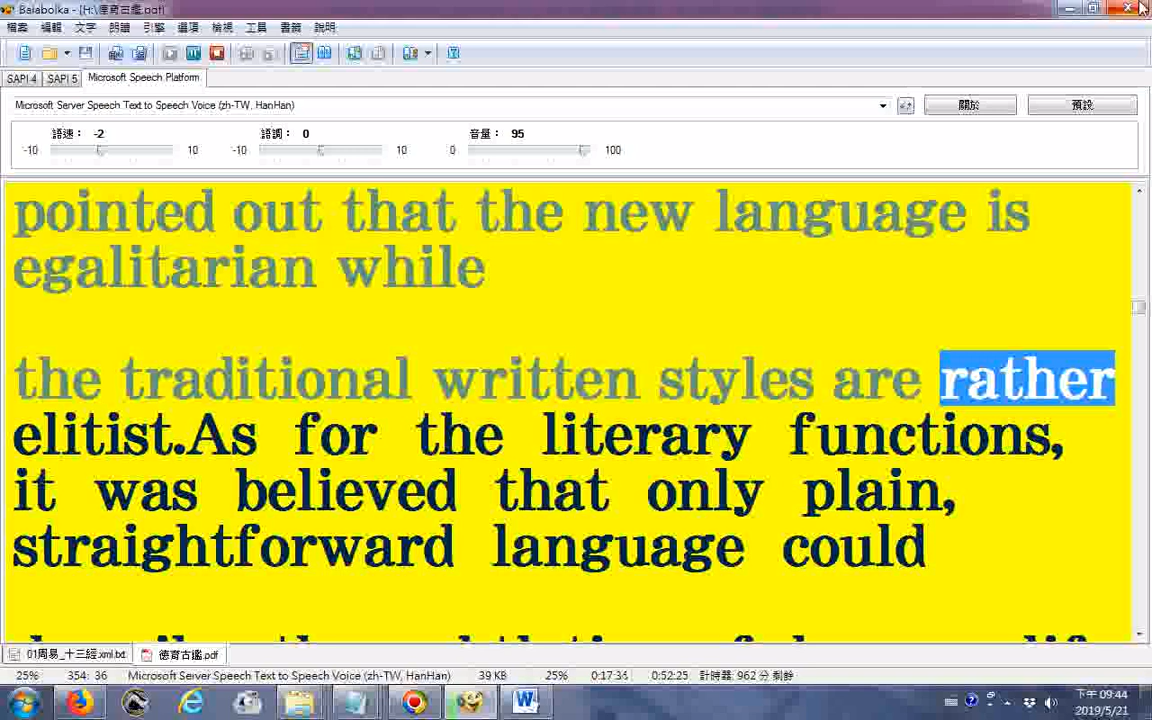 Balabolka - [H:\德育古鑑.pdf]
檔案 編輯 文字 朗讀 引擎 選項 檢視 工具 書籤 說明
SAPI 4 SAPI 5 Microsoft Speech Platform
Microsoft Server Speech Text to Speech Voice (zh-TW, HanHan) 關於 預設
語速： -2 語調： 0 音量： 95
-10 10 -10 10 0 100
pointed out that the new language is
egalitarian while
the traditional written styles are rather
elitist.As for the literary functions,
it was believed that only plain,
straightforward language could
01周易_十三經.xml.txt 德育古鑑.pdf
25% 354: 36 Microsoft Server Speech Text to Speech Voice (zh-TW, HanHan) 39 KB 25% 0:17:34 0:52:25 計時器: 962 分 剩餘
下午 09:44
2019/5/21